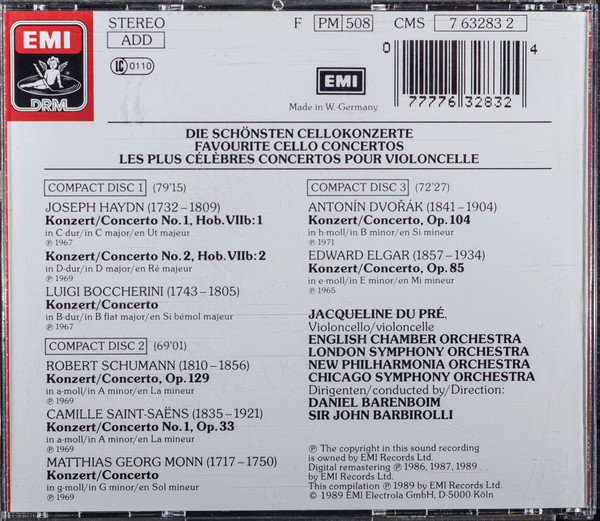 EMI
DRM
STEREO
ADD
LC 0110
F PM 508 CMS 7 63283 2
EMI
Made in W.-Germany
0 77776 32832 4
DIE SCHÖNSTEN CELLOKONZERTE
FAVOURITE CELLO CONCERTOS
LES PLUS CÉLÈBRES CONCERTOS POUR VIOLONCELLE
COMPACT DISC 1 (79'15)
JOSEPH HAYDN (1732–1809)
Konzert/Concerto No. 1, Hob. VIIb: 1
in C-dur/in C major/en Ut majeur
℗ 1967
Konzert/Concerto No. 2, Hob. VIIb: 2
in D-dur/in D major/en Ré majeur
℗ 1969
LUIGI BOCCHERINI (1743–1805)
Konzert/Concerto
in B-dur/in B flat major/en Si bémol majeur
℗ 1967
COMPACT DISC 2 (69'01)
ROBERT SCHUMANN (1810–1856)
Konzert/Concerto, Op. 129
in a-moll/in A minor/en La mineur
℗ 1969
CAMILLE SAINT-SAËNS (1835–1921)
Konzert/Concerto No. 1, Op. 33
in a-moll/in A minor/en La mineur
℗ 1969
MATTHIAS GEORG MONN (1717–1750)
Konzert/Concerto
in g-moll/in G minor/en Sol mineur
℗ 1969
COMPACT DISC 3 (72'27)
ANTONÍN DVOŘÁK (1841–1904)
Konzert/Concerto, Op. 104
in h-moll/in B minor/en Si mineur
℗ 1971
EDWARD ELGAR (1857–1934)
Konzert/Concerto, Op. 85
in e-moll/in E minor/en Mi mineur
℗ 1965
JACQUELINE DU PRÉ,
Violoncello/violoncelle
ENGLISH CHAMBER ORCHESTRA
LONDON SYMPHONY ORCHESTRA
NEW PHILHARMONIA ORCHESTRA
CHICAGO SYMPHONY ORCHESTRA
Dirigenten/conducted by/Direction:
DANIEL BARENBOIM
SIR JOHN BARBIROLLI
℗ The copyright in this sound recording
is owned by EMI Records Ltd.
Digital remastering ℗ 1986, 1987, 1989
by EMI Records Ltd.
This compilation ℗ 1989 by EMI Records Ltd.
© 1989 EMI Electrola GmbH, D-5000 Köln